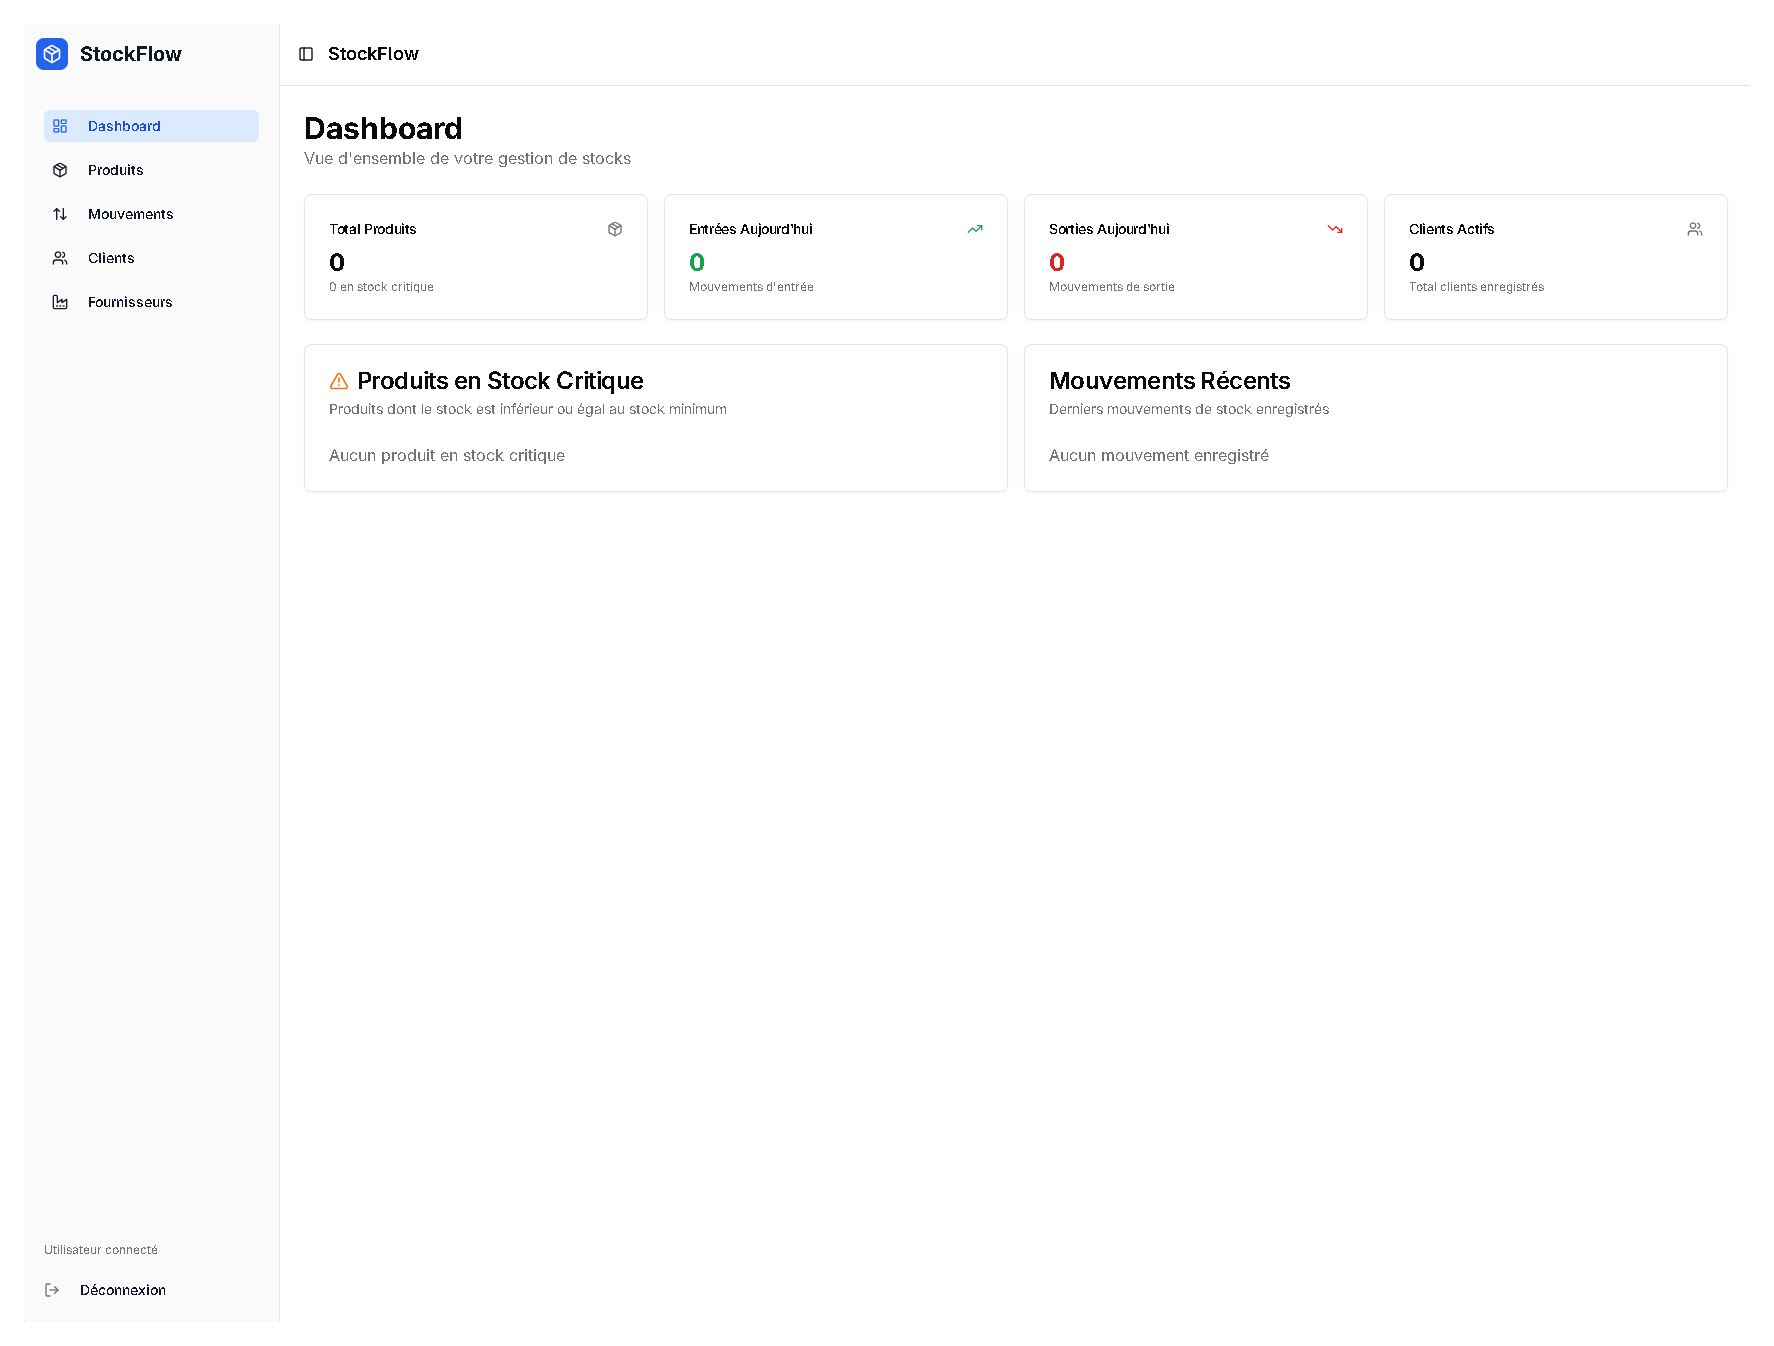 StockFlow
Dashboard
Produits
Mouvements
Clients
Fournisseurs
Utilisateur connecté
Déconnexion
StockFlow
Dashboard
Vue d'ensemble de votre gestion de stocks
Total Produits
0
0 en stock critique
Entrées Aujourd'hui
0
Mouvements d'entrée
Sorties Aujourd'hui
0
Mouvements de sortie
Clients Actifs
0
Total clients enregistrés
Produits en Stock Critique
Produits dont le stock est inférieur ou égal au stock minimum
Aucun produit en stock critique
Mouvements Récents
Derniers mouvements de stock enregistrés
Aucun mouvement enregistré